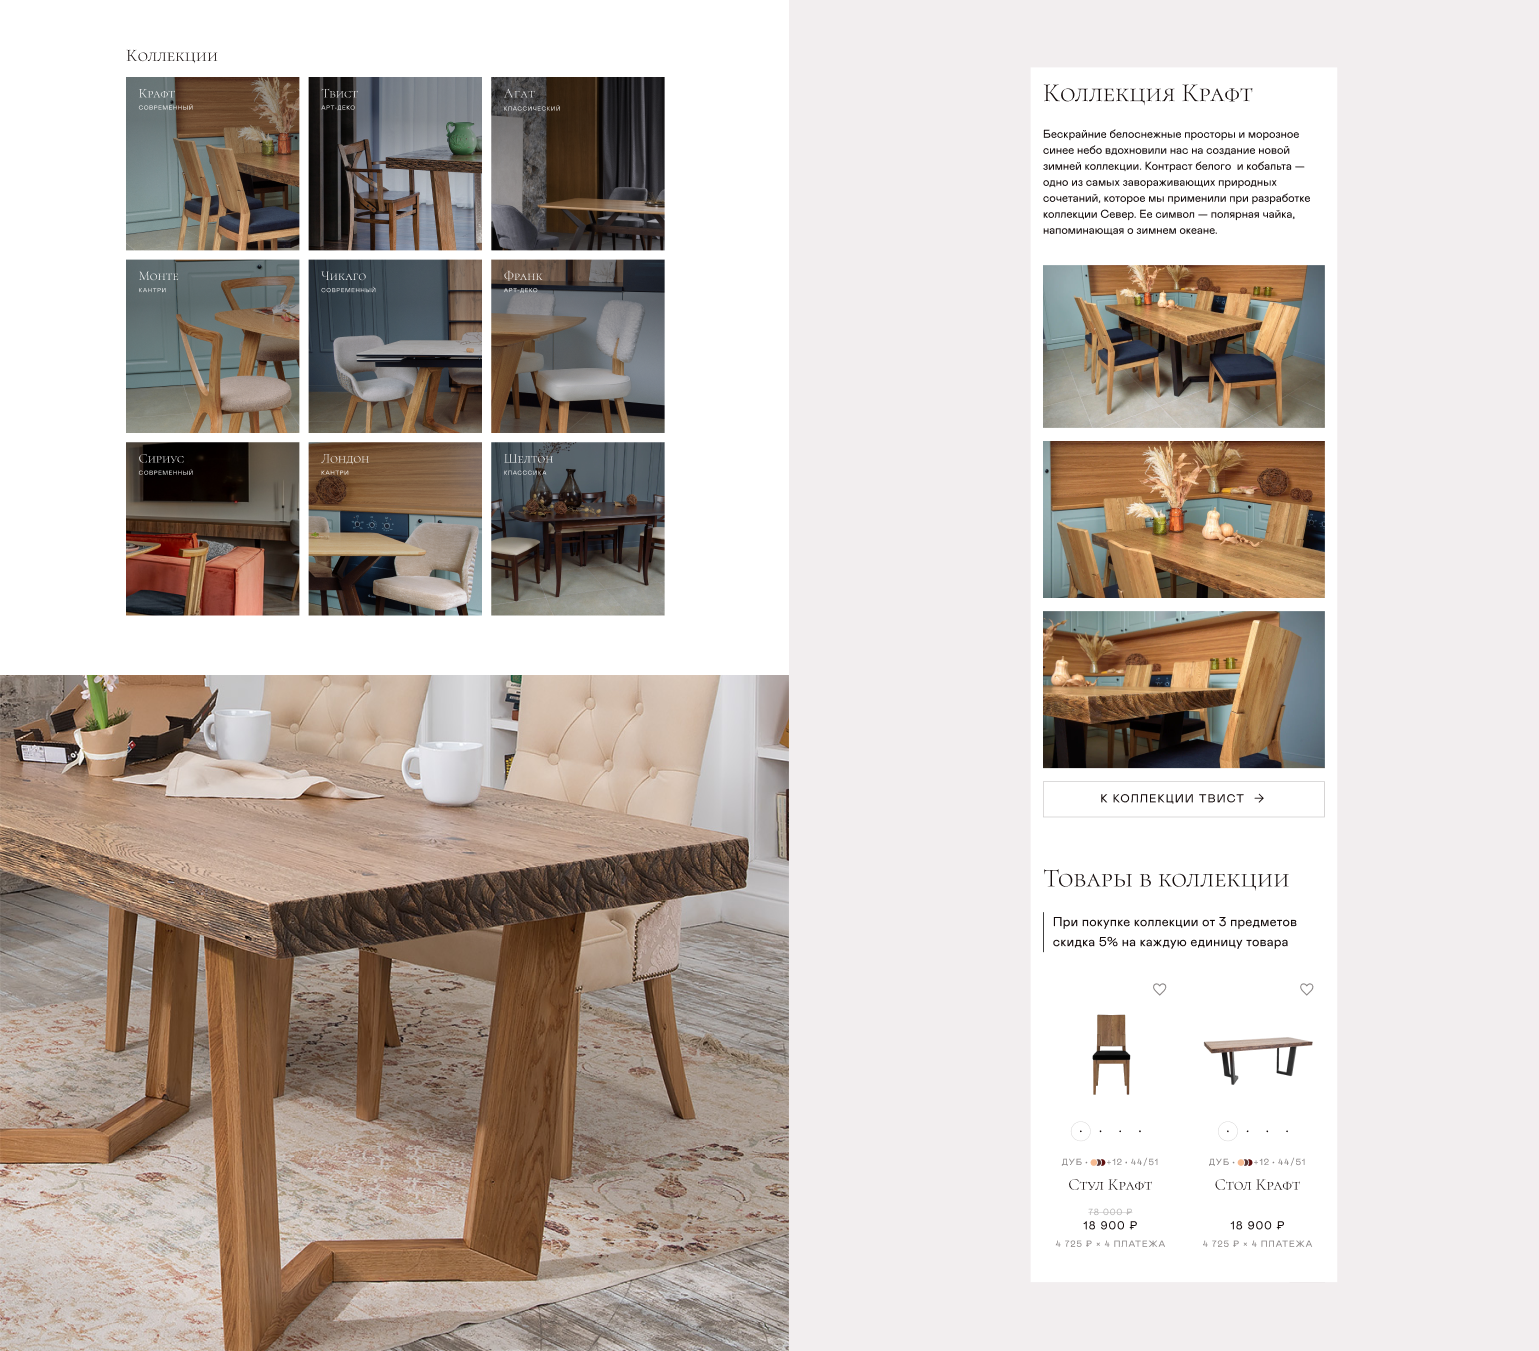 Коллекции
Крафт
СОВРЕМЕННЫЙ
Твист
АРТ-ДЕКО
Агат
КЛАССИЧЕСКИЙ
Монте
КАНТРИ
Чикаго
СОВРЕМЕННЫЙ
Франк
АРТ-ДЕКО
Сириус
СОВРЕМЕННЫЙ
Лондон
КАНТРИ
Шелтон
КЛАСССИКА
Коллекция Крафт
Бескрайние белоснежные просторы и морозное
синее небо вдохновили нас на создание новой
зимней коллекции. Контраст белого и кобальта —
одно из самых завораживающих природных
сочетаний, которое мы применили при разработке
коллекции Север. Ее символ — полярная чайка,
напоминающая о зимнем океане.
К КОЛЛЕКЦИИ ТВИСТ →
Товары в коллекции
При покупке коллекции от 3 предметов
скидка 5% на каждую единицу товара
ДУБ • +12 • 44/51
Стул Крафт
78 000 ₽
18 900 ₽
4 725 ₽ × 4 ПЛАТЕЖА
ДУБ • +12 • 44/51
Стол Крафт
18 900 ₽
4 725 ₽ × 4 ПЛАТЕЖА